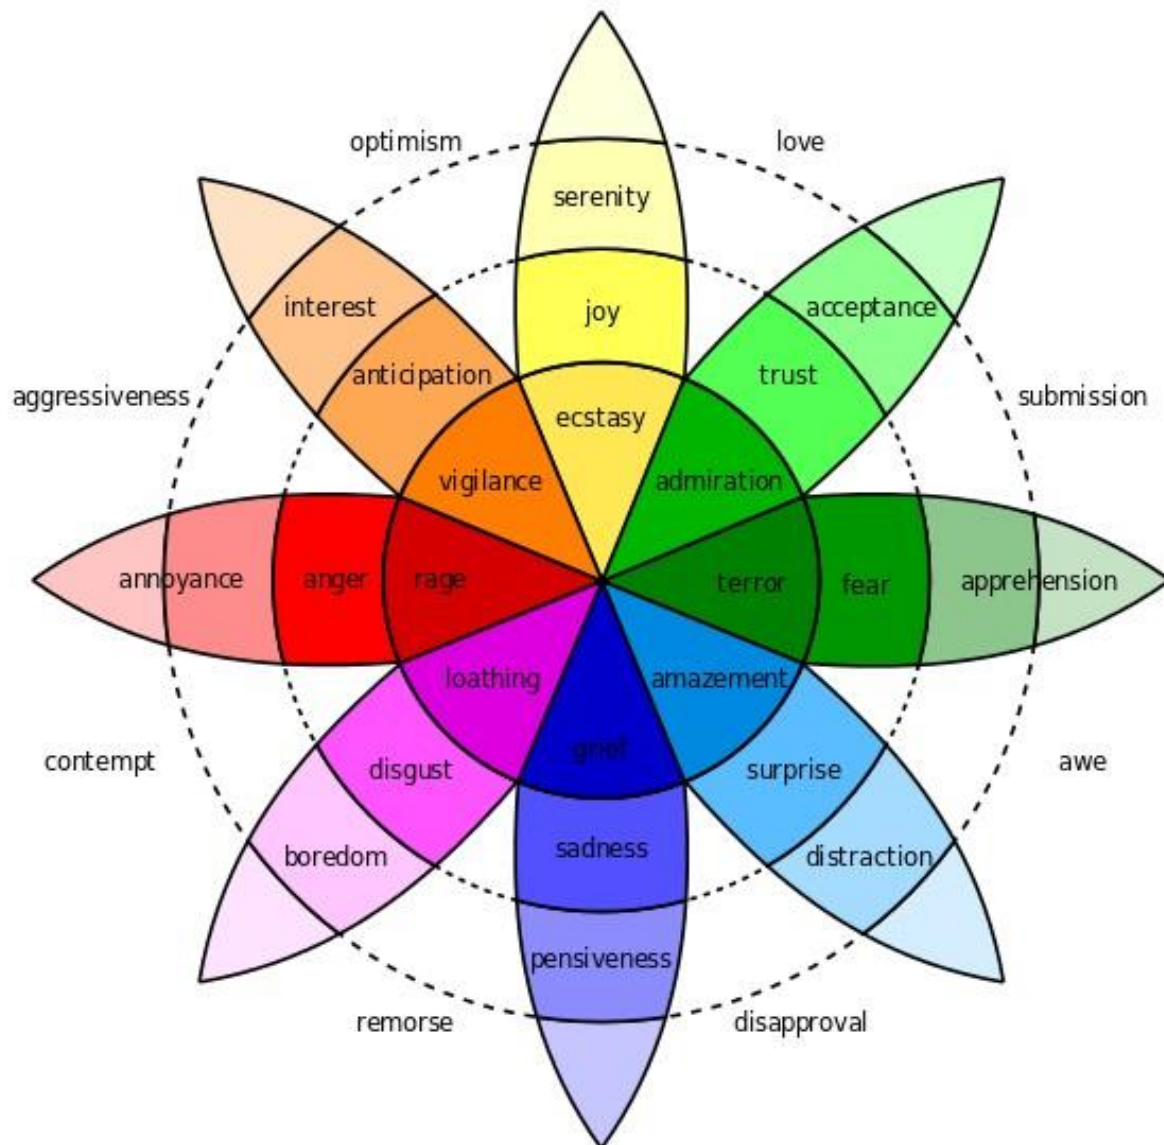 optimism
love
serenity
interest
joy
acceptance
anticipation
trust
aggressiveness
submission
ecstasy
vigilance
admiration
annoyance
anger
rage
terror
fear
apprehension
loathing
amazement
contempt
grief
awe
disgust
surprise
sadness
boredom
distraction
pensiveness
remorse
disapproval